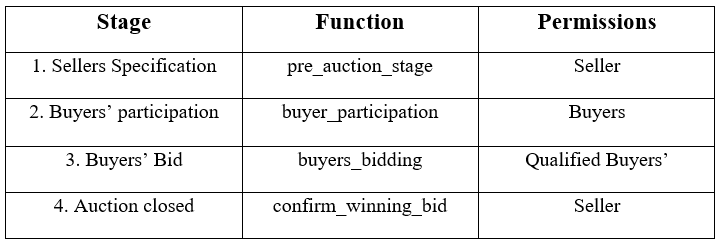 Stage Function Permissions
1. Sellers Specification pre_auction_stage Seller
2. Buyers’ participation buyer_participation Buyers
3. Buyers’ Bid buyers_bidding Qualified Buyers’
4. Auction closed confirm_winning_bid Seller